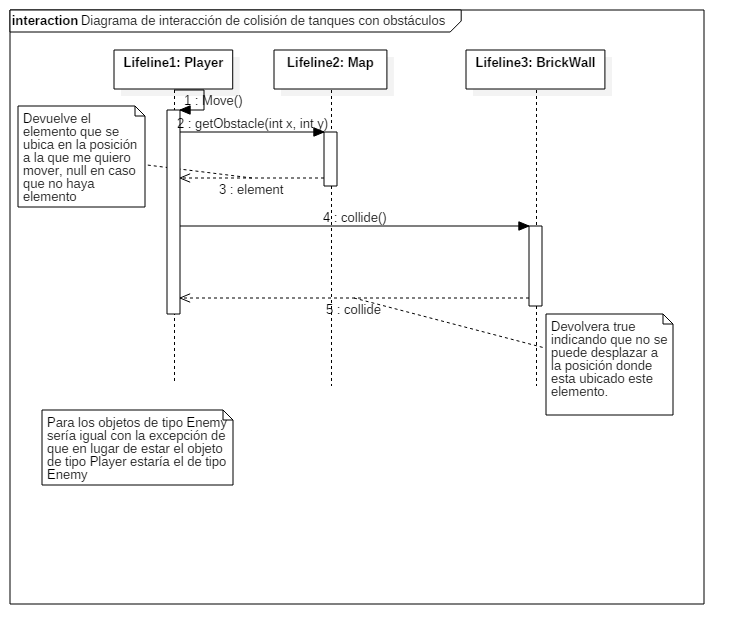 interaction Diagrama de interacción de colisión de tanques con obstáculos
Lifeline1: Player
Lifeline2: Map
Lifeline3: BrickWall
1 : Move()
2 : getObstacle(int x, int y)
Devuelve el
elemento que se
ubica en la posición
a la que me quiero
mover, null en caso
que no haya
elemento
3 : element
4 : collide()
5 : collide
Devolvera true
indicando que no se
puede desplazar a
la posición donde
esta ubicado este
elemento.
Para los objetos de tipo Enemy
sería igual con la excepción de
que en lugar de estar el objeto
de tipo Player estaría el de tipo
Enemy